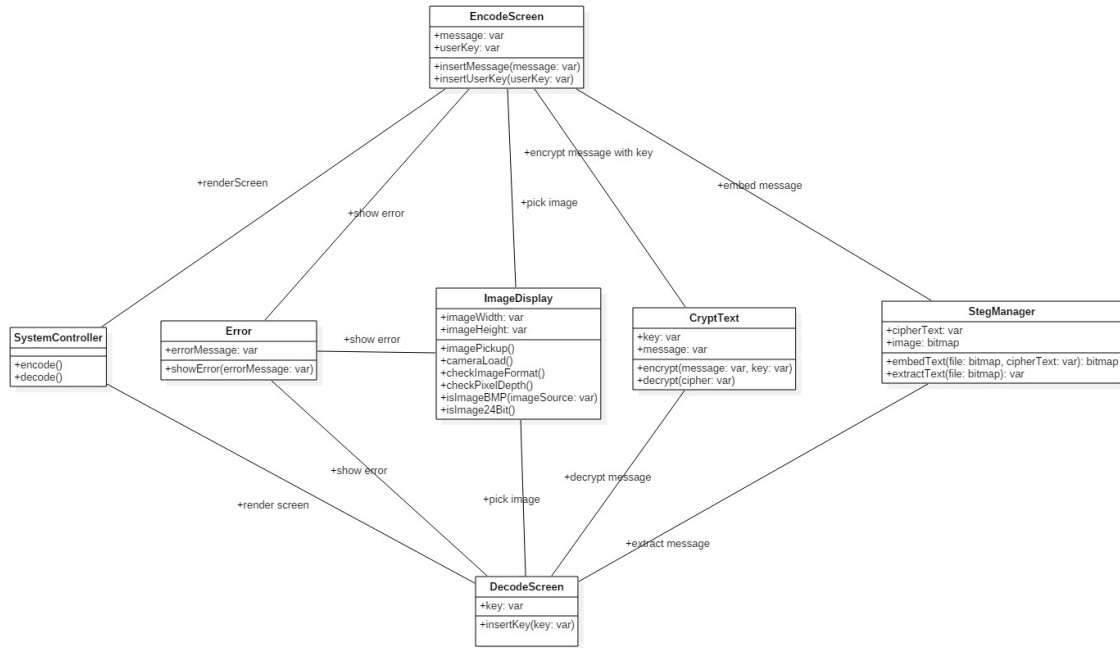 EncodeScreen
+message: var
+userKey: var
+insertMessage(message: var)
+insertUserKey(userKey: var)
+encrypt message with key
+renderScreen
+embed message
+pick image
+show error
SystemController
+encode()
+decode()
Error
+errorMessage: var
+showError(errorMessage: var)
+show error
ImageDisplay
+imageWidth: var
+imageHeight: var
+imagePickup()
+cameraLoad()
+checkImageFormat()
+checkPixelDepth()
+isImageBMP(imageSource: var)
+isImage24Bit()
CryptText
+key: var
+message: var
+encrypt(message: var, key: var)
+decrypt(cipher: var)
StegManager
+cipherText: var
+image: bitmap
+embedText(file: bitmap, cipherText: var): bitmap
+extractText(file: bitmap): var
+show error
+decrypt message
+render screen
+pick image
+extract message
DecodeScreen
+key: var
+insertKey(key: var)